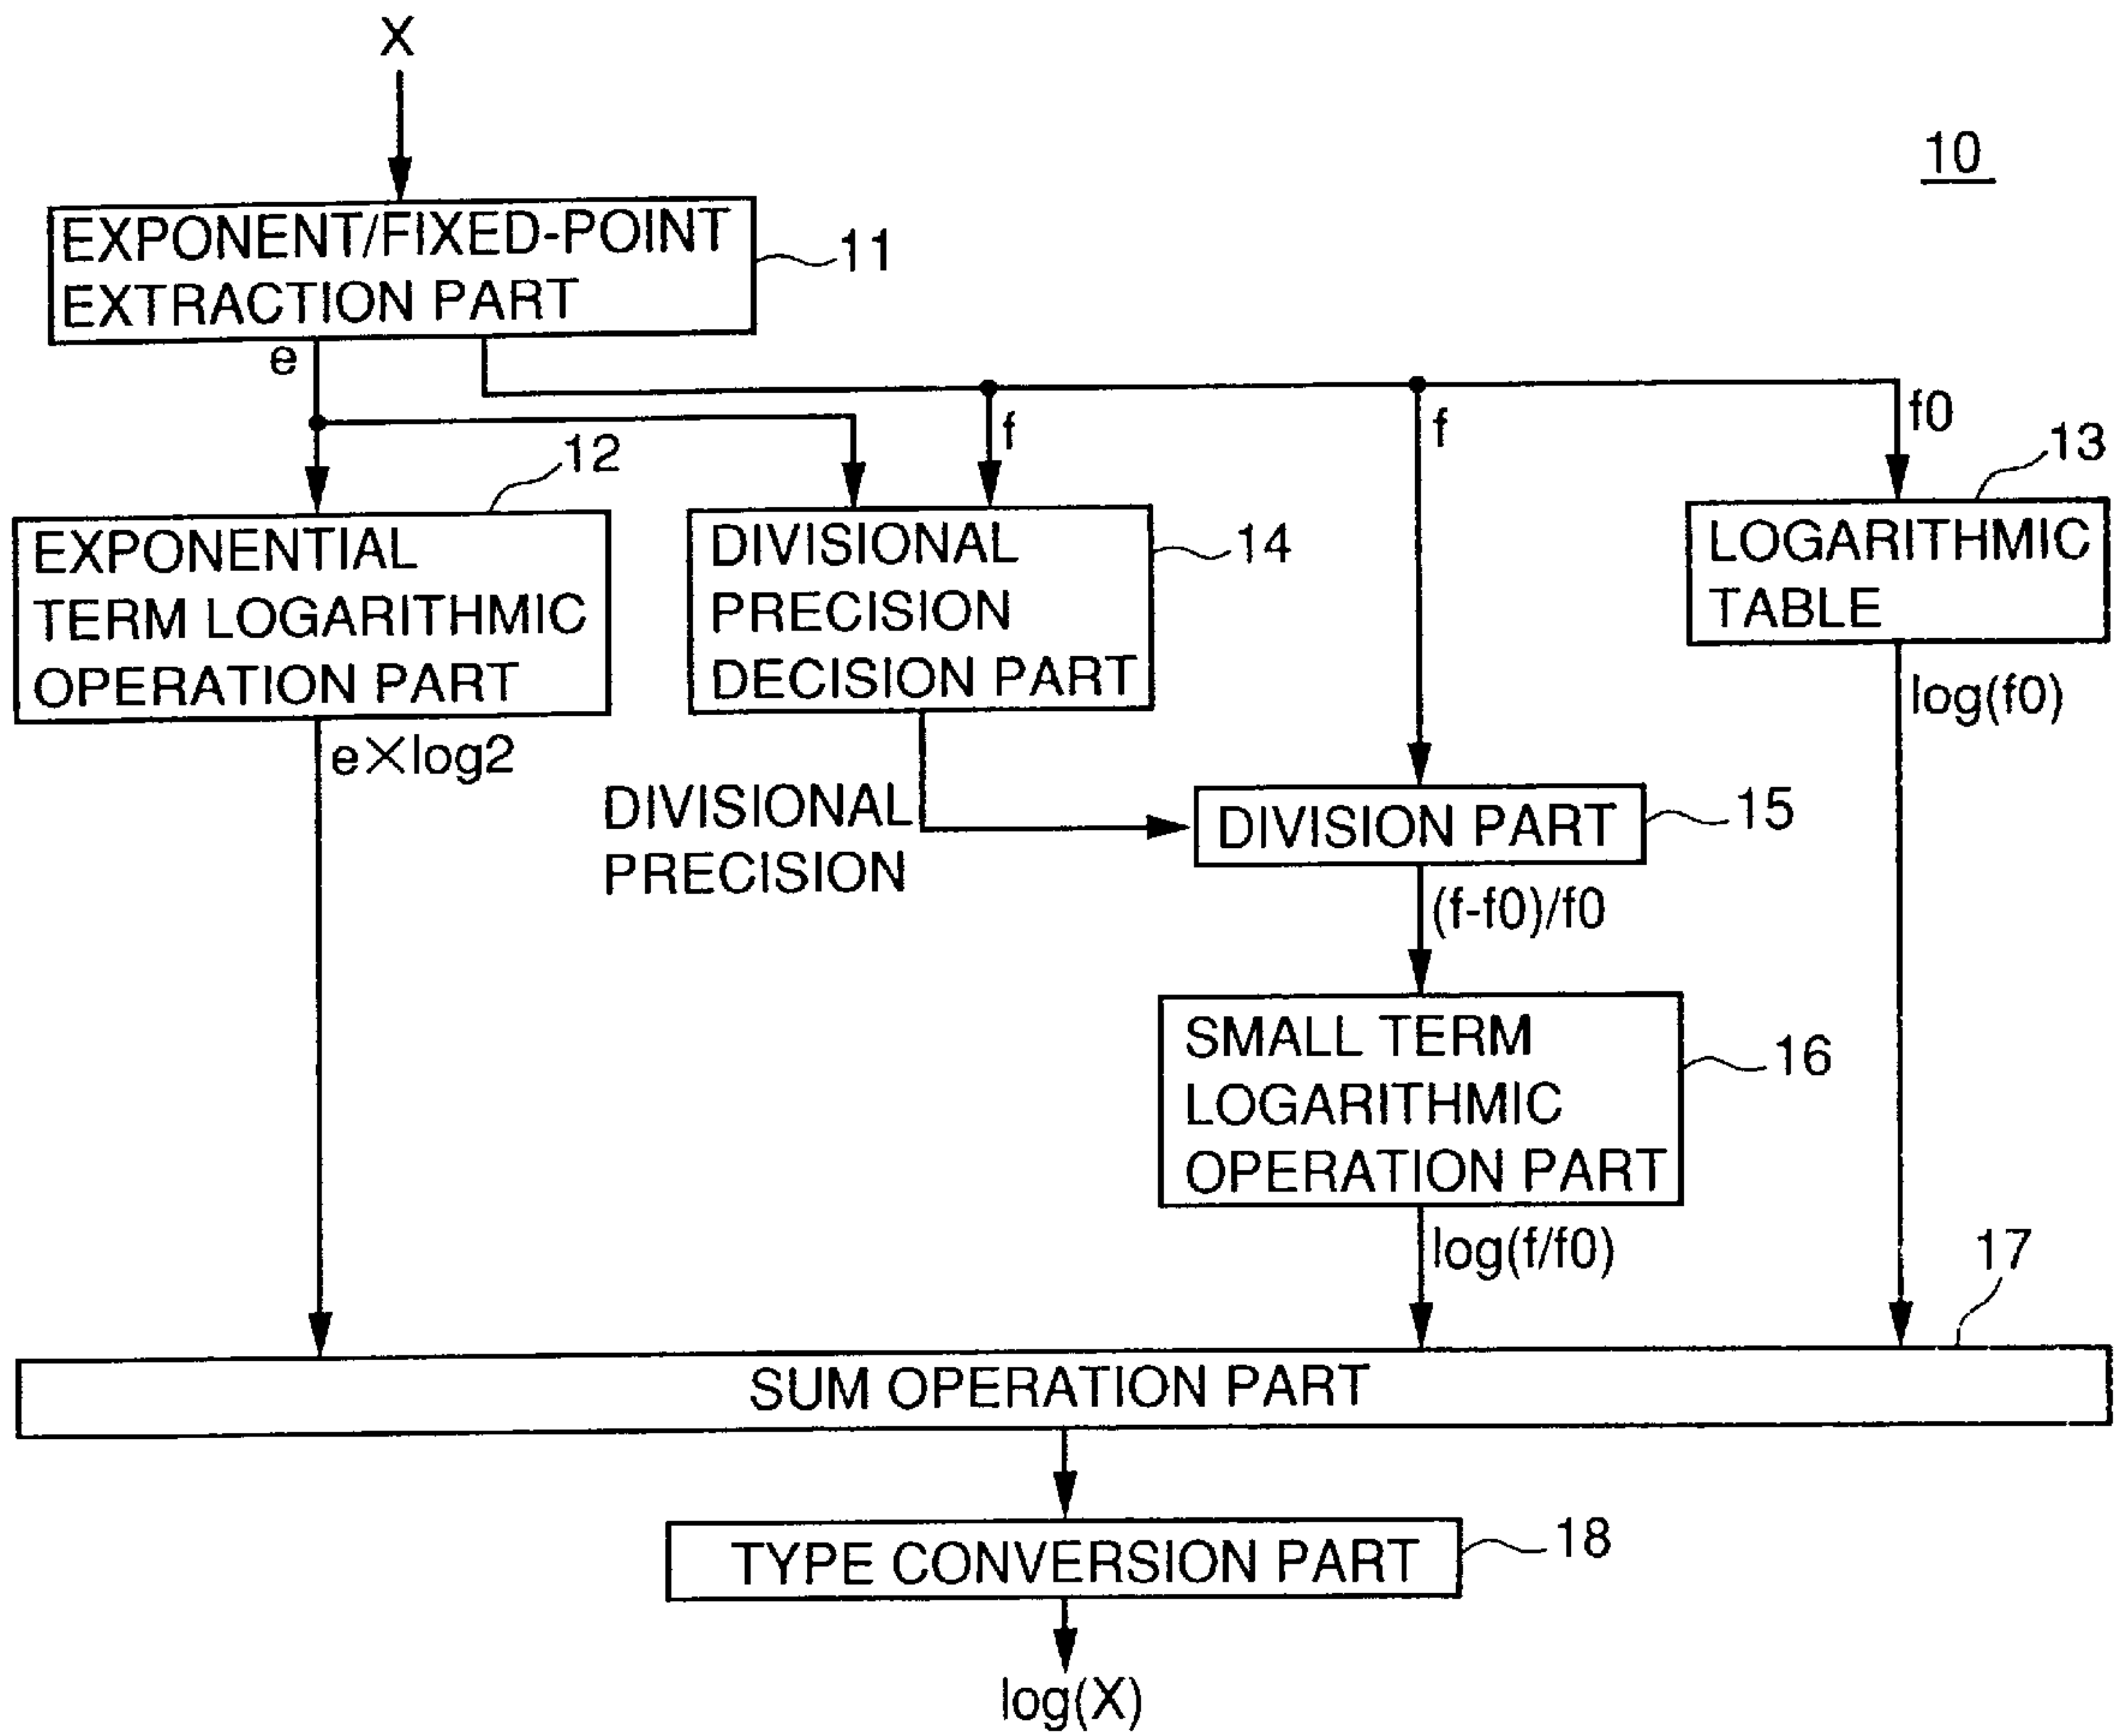 X
10
EXPONENT/FIXED-POINT
EXTRACTION PART
11
e
f
f
f0
12
13
EXPONENTIAL
TERM LOGARITHMIC
OPERATION PART
DIVISIONAL
PRECISION
DECISION PART
14
LOGARITHMIC
TABLE
e×log2
log(f0)
DIVISIONAL
PRECISION
DIVISION PART
15
(f-f0)/f0
SMALL TERM
LOGARITHMIC
OPERATION PART
16
log(f/f0)
17
SUM OPERATION PART
TYPE CONVERSION PART
18
log(X)